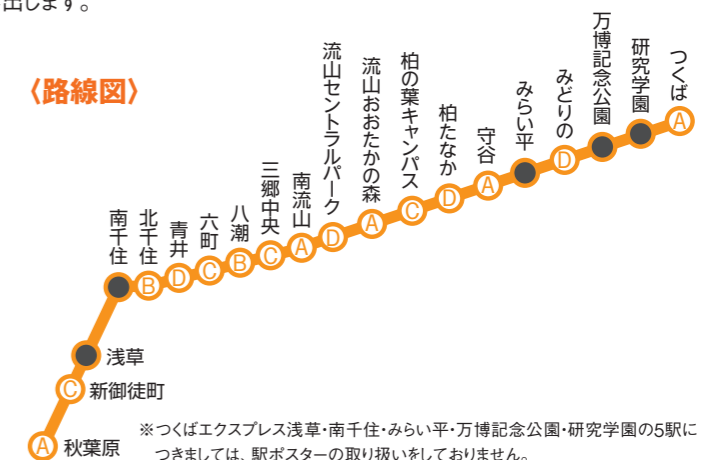 出します。
〈路線図〉
つくば
A
研究学園
万博記念公園
みどりの
D
みらい平
守谷
A
柏たなか
D
柏の葉キャンパス
C
流山おおたかの森
A
流山セントラルパーク
D
南流山
A
三郷中央
C
八潮
B
六町
C
青井
D
北千住
B
南千住
浅草
C 新御徒町
A 秋葉原
※つくばエクスプレス浅草・南千住・みらい平・万博記念公園・研究学園の5駅に
つきましては、駅ポスターの取り扱いをしておりません。